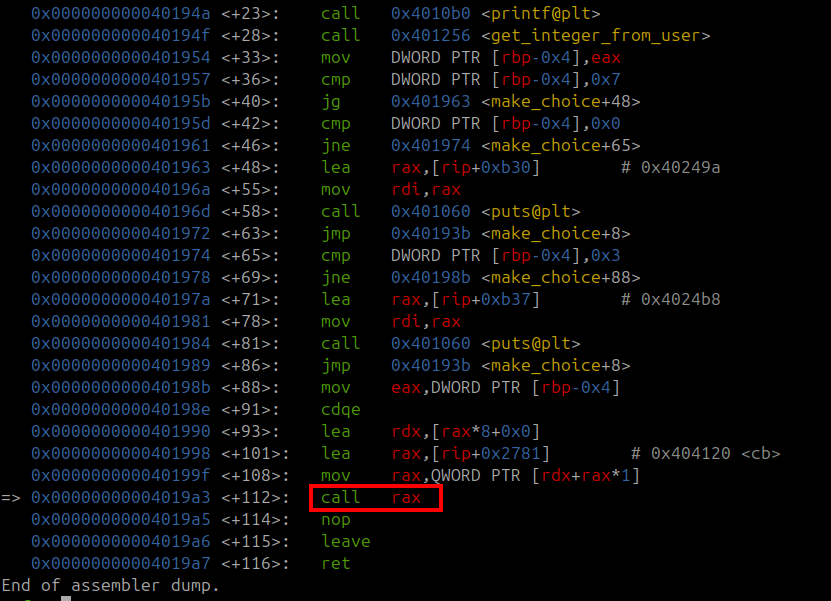 0x000000000040194a <+23>: call 0x4010b0 <printf@plt>
0x000000000040194f <+28>: call 0x401256 <get_integer_from_user>
0x0000000000401954 <+33>: mov DWORD PTR [rbp-0x4],eax
0x0000000000401957 <+36>: cmp DWORD PTR [rbp-0x4],0x7
0x000000000040195b <+40>: jg 0x401963 <make_choice+48>
0x000000000040195d <+42>: cmp DWORD PTR [rbp-0x4],0x0
0x0000000000401961 <+46>: jne 0x401974 <make_choice+65>
0x0000000000401963 <+48>: lea rax,[rip+0xb30] # 0x40249a
0x000000000040196a <+55>: mov rdi,rax
0x000000000040196d <+58>: call 0x401060 <puts@plt>
0x0000000000401972 <+63>: jmp 0x40193b <make_choice+8>
0x0000000000401974 <+65>: cmp DWORD PTR [rbp-0x4],0x3
0x0000000000401978 <+69>: jne 0x40198b <make_choice+88>
0x000000000040197a <+71>: lea rax,[rip+0xb37] # 0x4024b8
0x0000000000401981 <+78>: mov rdi,rax
0x0000000000401984 <+81>: call 0x401060 <puts@plt>
0x0000000000401989 <+86>: jmp 0x40193b <make_choice+8>
0x000000000040198b <+88>: mov eax,DWORD PTR [rbp-0x4]
0x000000000040198e <+91>: cdqe
0x0000000000401990 <+93>: lea rdx,[rax*8+0x0]
0x0000000000401998 <+101>: lea rax,[rip+0x2781] # 0x404120 <cb>
0x000000000040199f <+108>: mov rax,QWORD PTR [rdx+rax*1]
=> 0x00000000004019a3 <+112>: call rax
0x00000000004019a5 <+114>: nop
0x00000000004019a6 <+115>: leave
0x00000000004019a7 <+116>: ret
End of assembler dump.